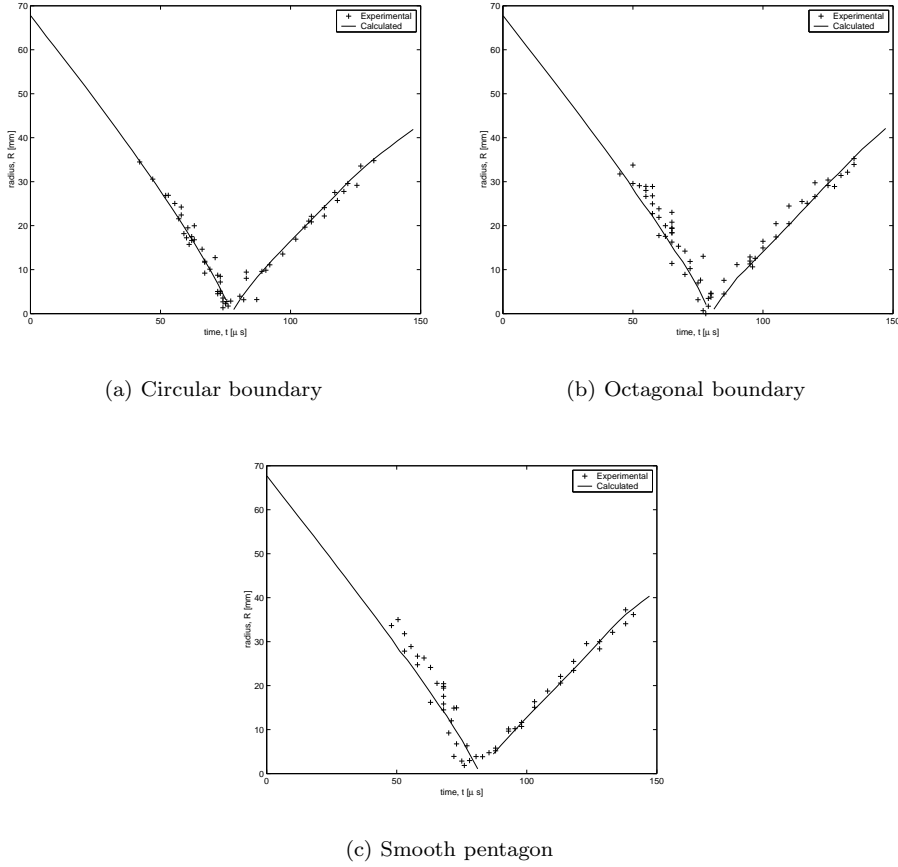 70
60
50
40
30
20
10
0
radius, R [mm]
Experimental
Calculated
0 50 100 150
time, t [μ s]
(a) Circular boundary
70
60
50
40
30
20
10
0
radius, R [mm]
Experimental
Calculated
0 50 100 150
time, t [μ s]
(b) Octagonal boundary
70
60
50
40
30
20
10
0
radius, R [mm]
Experimental
Calculated
0 50 100 150
time, t [μ s]
(c) Smooth pentagon